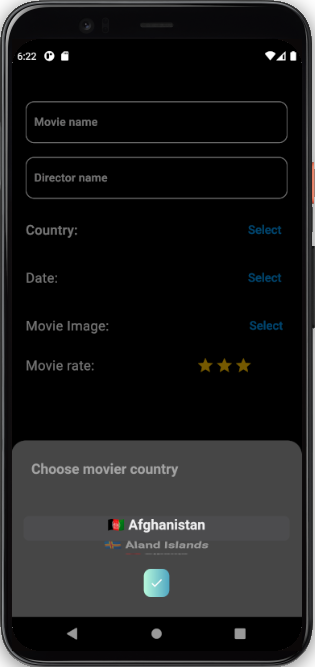 6:22
Movie name
Director name
Country: Select
Date: Select
Movie Image: Select
Movie rate:
Choose movier country
Afghanistan
Aland Islands